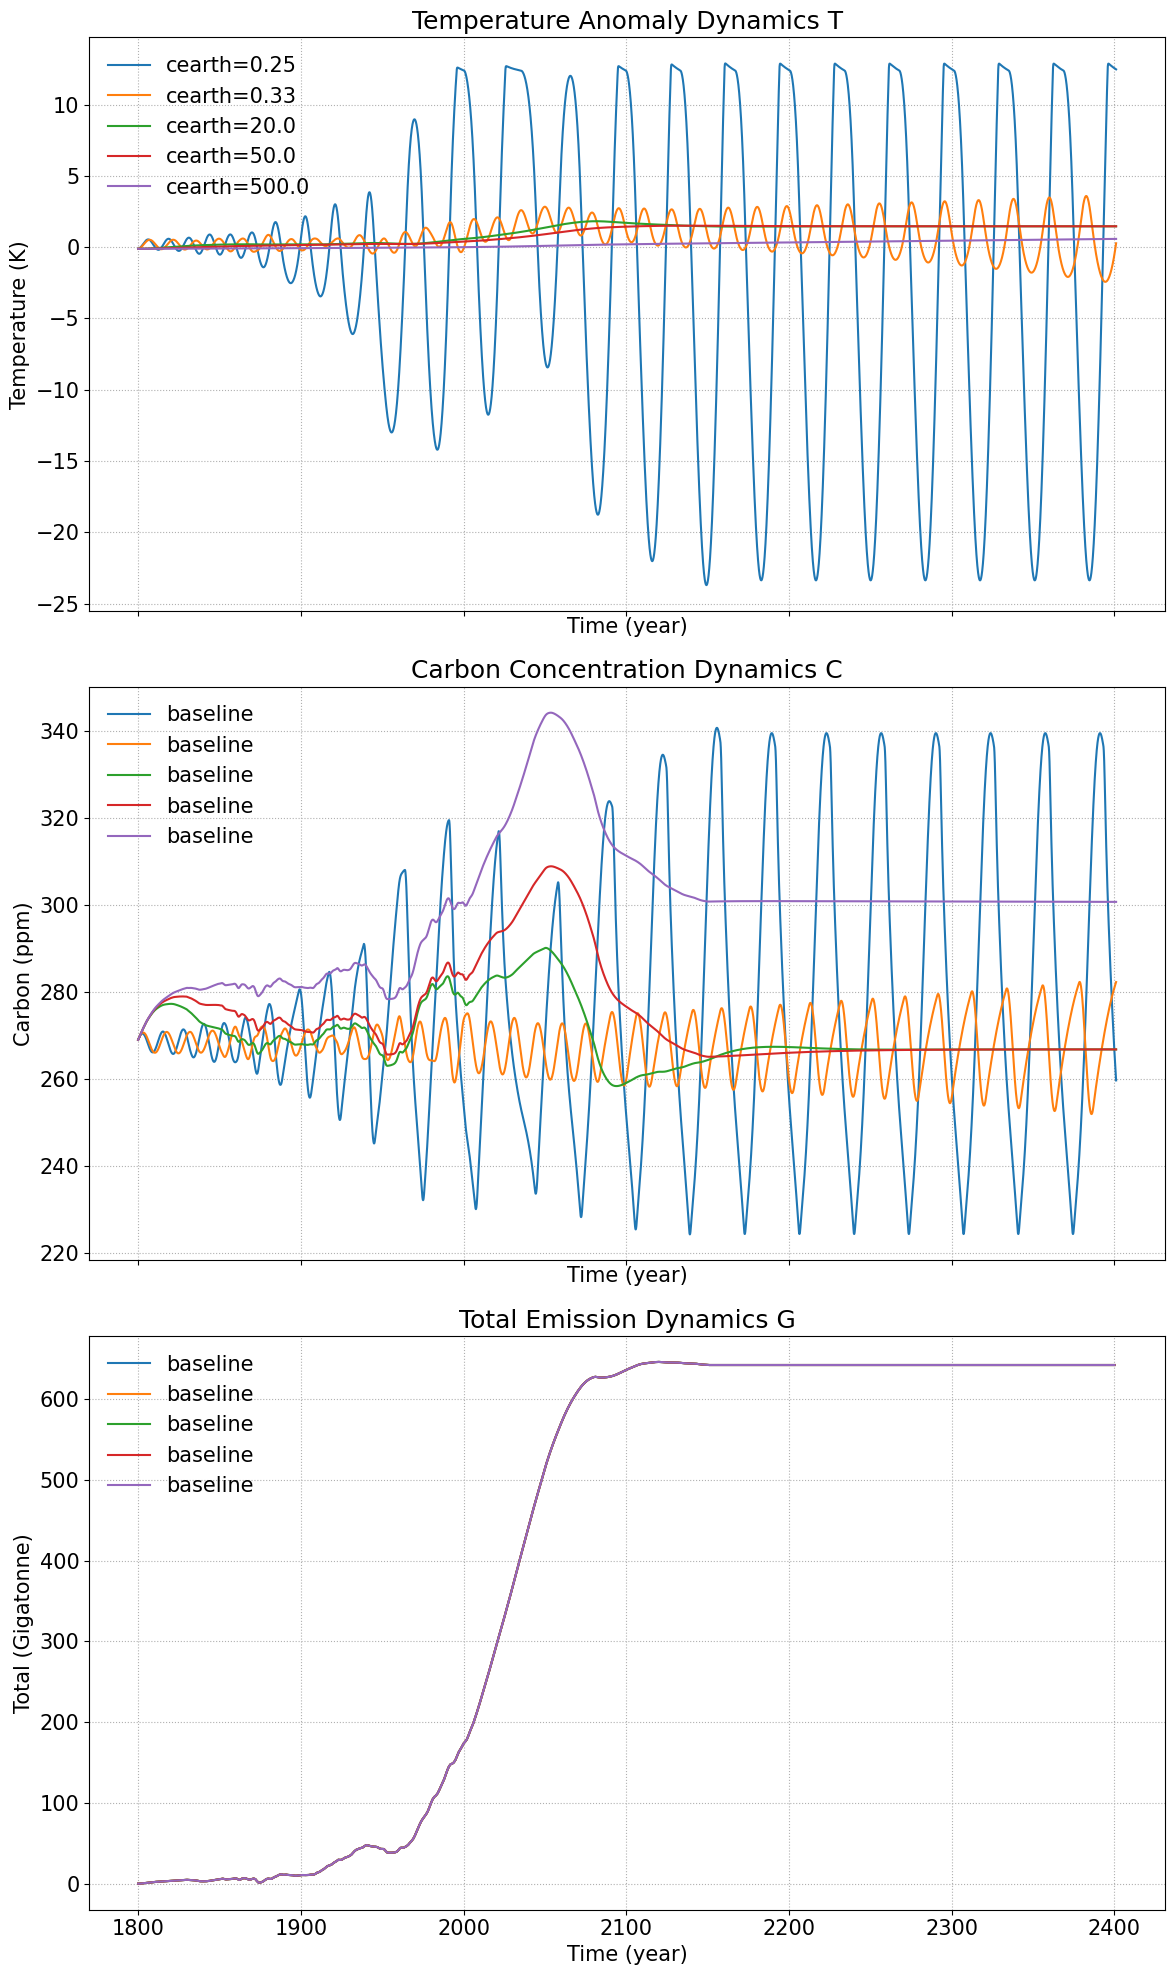 Temperature Anomaly Dynamics T
cearth=0.25
cearth=0.33
cearth=20.0
cearth=50.0
cearth=500.0
10
5
0
−5
−10
−15
−20
−25
Temperature (K)
Time (year)
Carbon Concentration Dynamics C
baseline
baseline
baseline
baseline
baseline
340
320
300
280
260
240
220
Carbon (ppm)
Time (year)
Total Emission Dynamics G
baseline
baseline
baseline
baseline
baseline
600
500
400
300
200
100
0
Total (Gigatonne)
1800 1900 2000 2100 2200 2300 2400
Time (year)